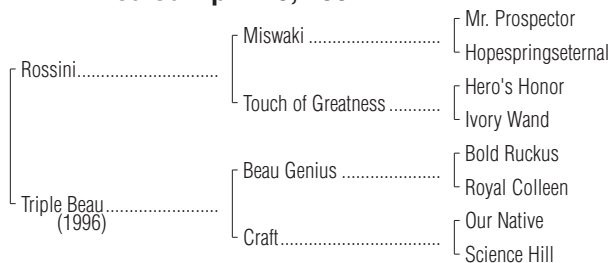 Mr. Prospector
Miswaki
Hopespringseternal
Rossini
Hero's Honor
Touch of Greatness
Ivory Wand
Bold Ruckus
Beau Genius
Royal Colleen
Triple Beau
(1996)
Our Native
Craft
Science Hill